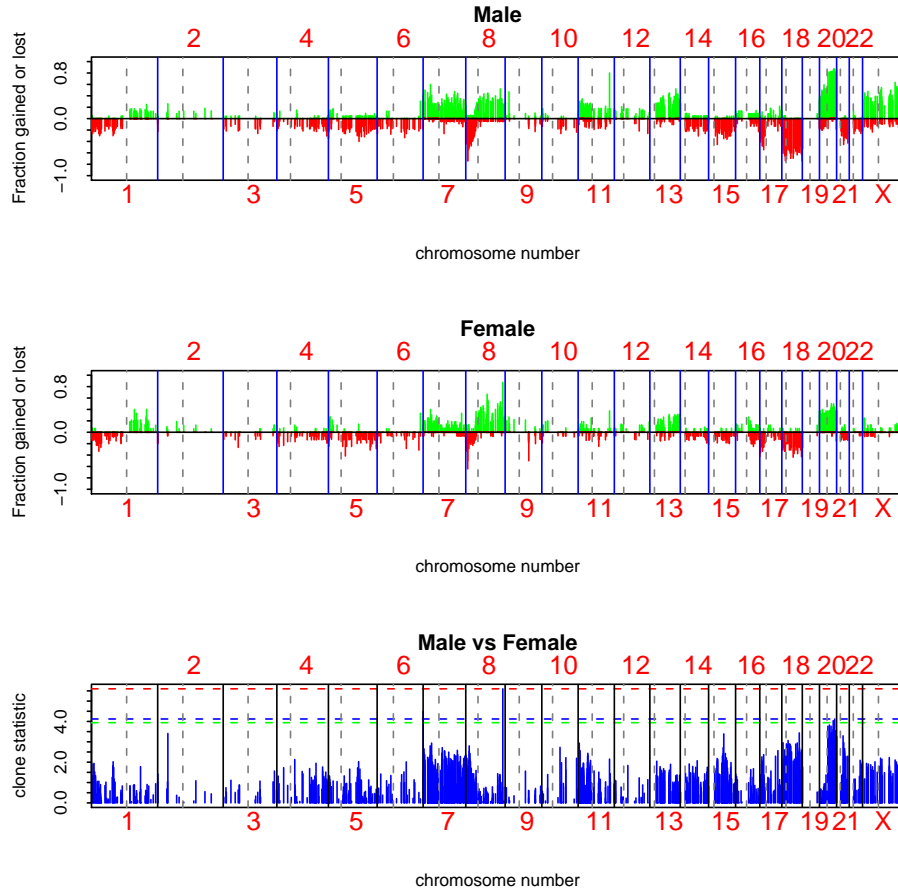 Male
2 4 6 8 10 12 14 16 18 20 22
Fraction gained or lost
0.8
0.0
−1.0
1 3 5 7 9 11 13 15 17 19 21 X
chromosome number
Female
2 4 6 8 10 12 14 16 18 20 22
Fraction gained or lost
0.8
0.0
−1.0
1 3 5 7 9 11 13 15 17 19 21 X
chromosome number
Male vs Female
2 4 6 8 10 12 14 16 18 20 22
clone statistic
4.0
2.0
0.0
1 3 5 7 9 11 13 15 17 19 21 X
chromosome number